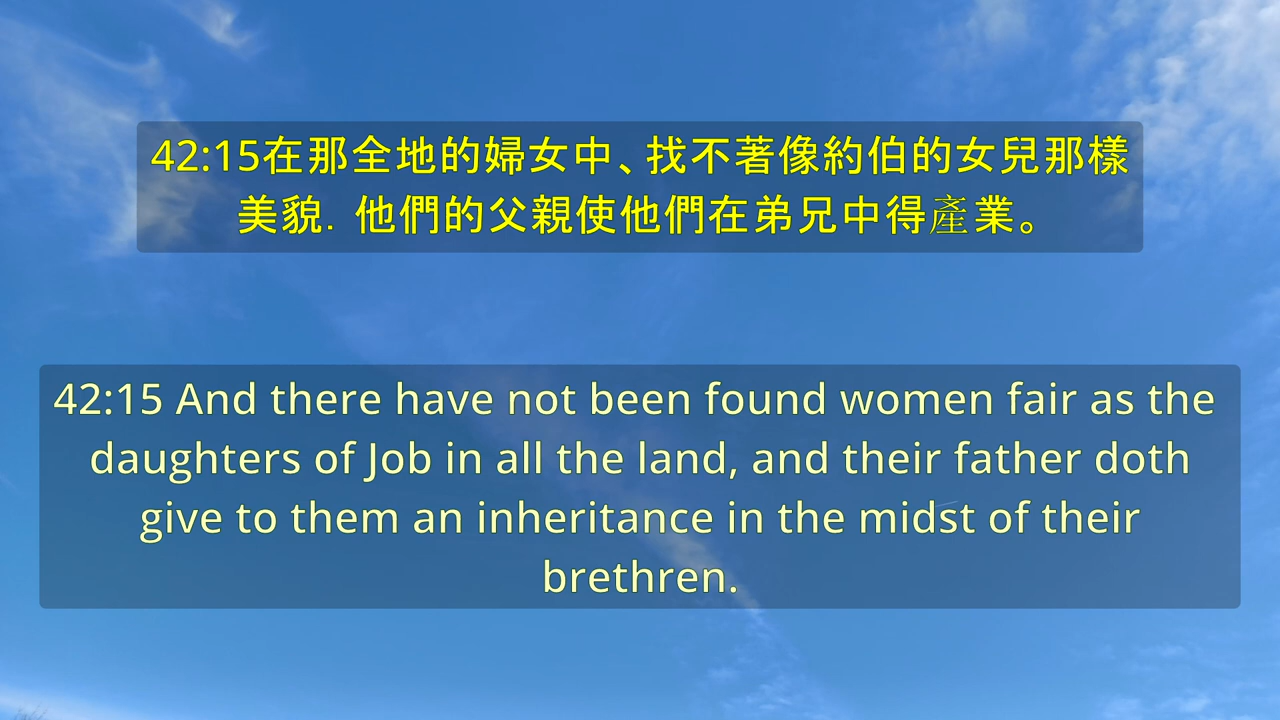 42:15在那全地的婦女中、找不著像約伯的女兒那樣
美貌．他們的父親使他們在弟兄中得產業。
42:15 And there have not been found women fair as the
daughters of Job in all the land, and their father doth
give to them an inheritance in the midst of their
brethren.